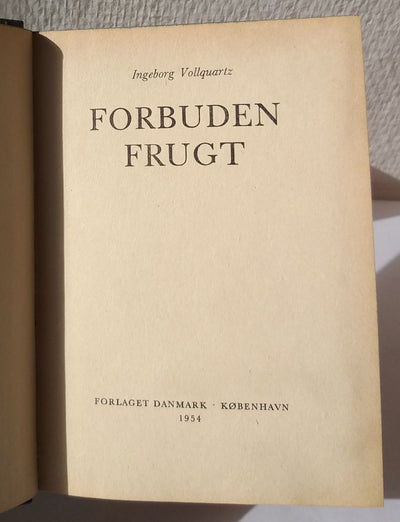 Ingeborg Vollquartz
FORBUDEN
FRUGT
FORLAGET DANMARK · KØBENHAVN
1954